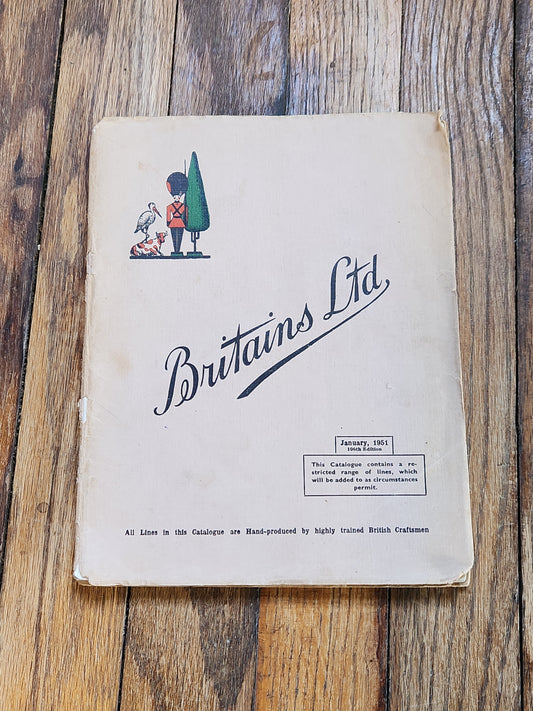 Britains Ltd
January, 1951
106th Edition
This Catalogue contains a re-
stricted range of lines, which
will be added to as circumstances
permit.
All Lines in this Catalogue are Hand-produced by highly trained British Craftsmen